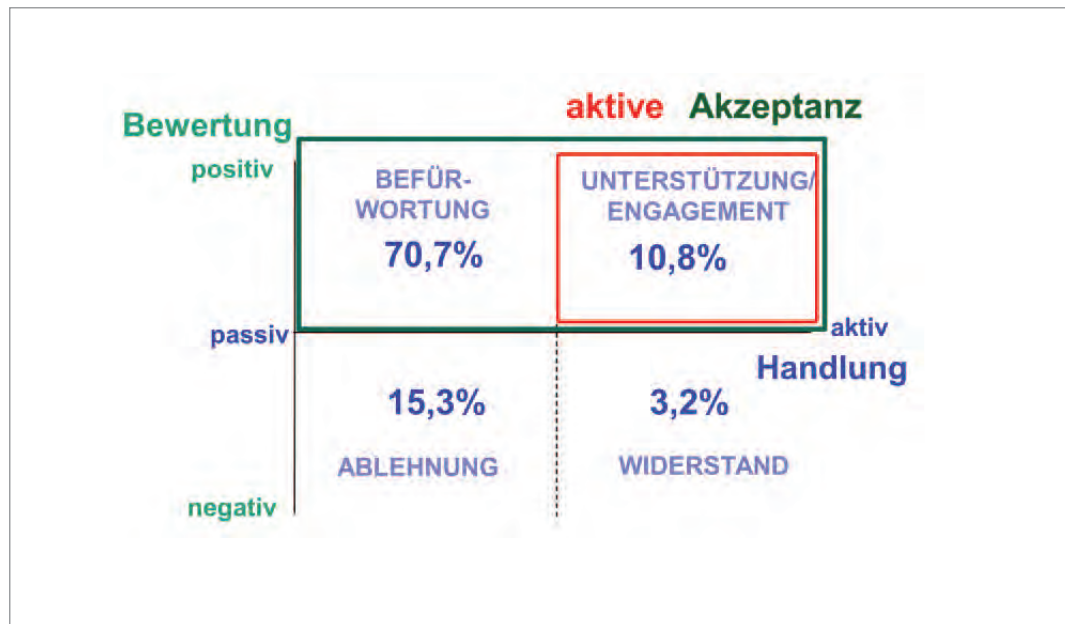 aktive Akzeptanz
Bewertung
positiv
BEFÜR-
WORTUNG
70,7%
UNTERSTÜTZUNG/
ENGAGEMENT
10,8%
passiv
aktiv
Handlung
15,3%
3,2%
ABLEHNUNG
WIDERSTAND
negativ